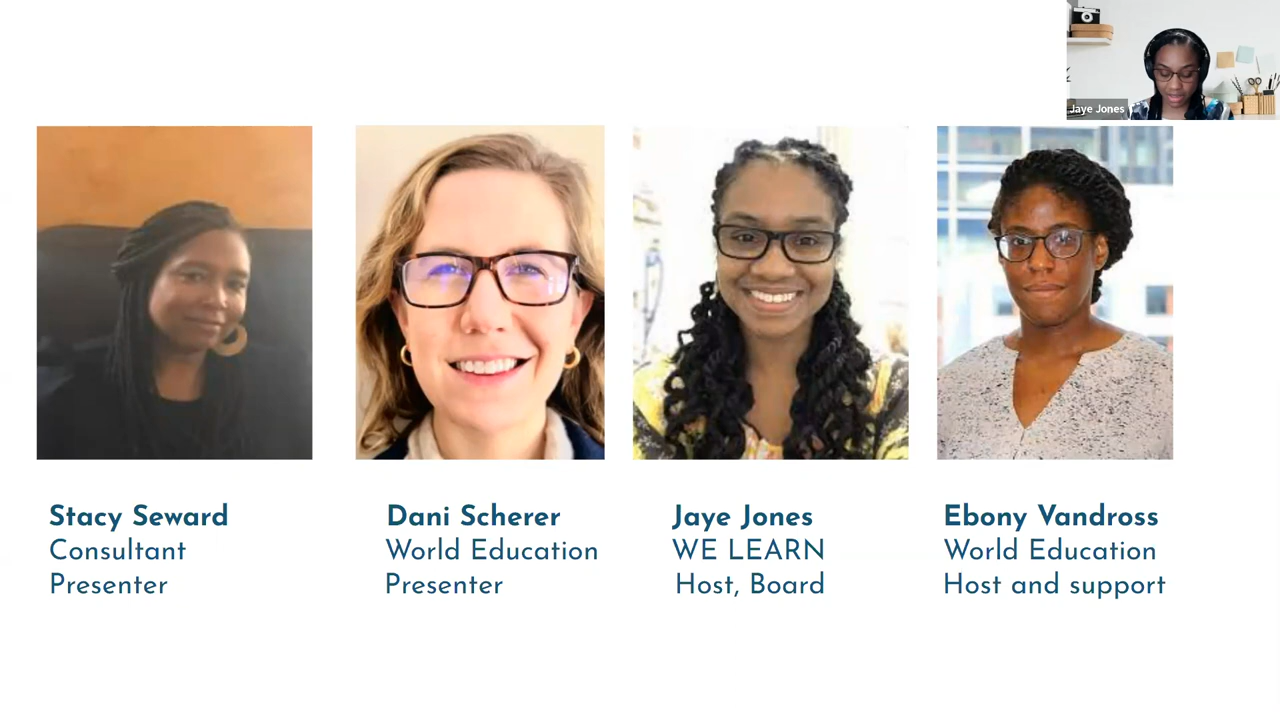 Jaye Jones
Stacy Seward
Consultant
Presenter
Dani Scherer
World Education
Presenter
Jaye Jones
WE LEARN
Host, Board
Ebony Vandross
World Education
Host and support